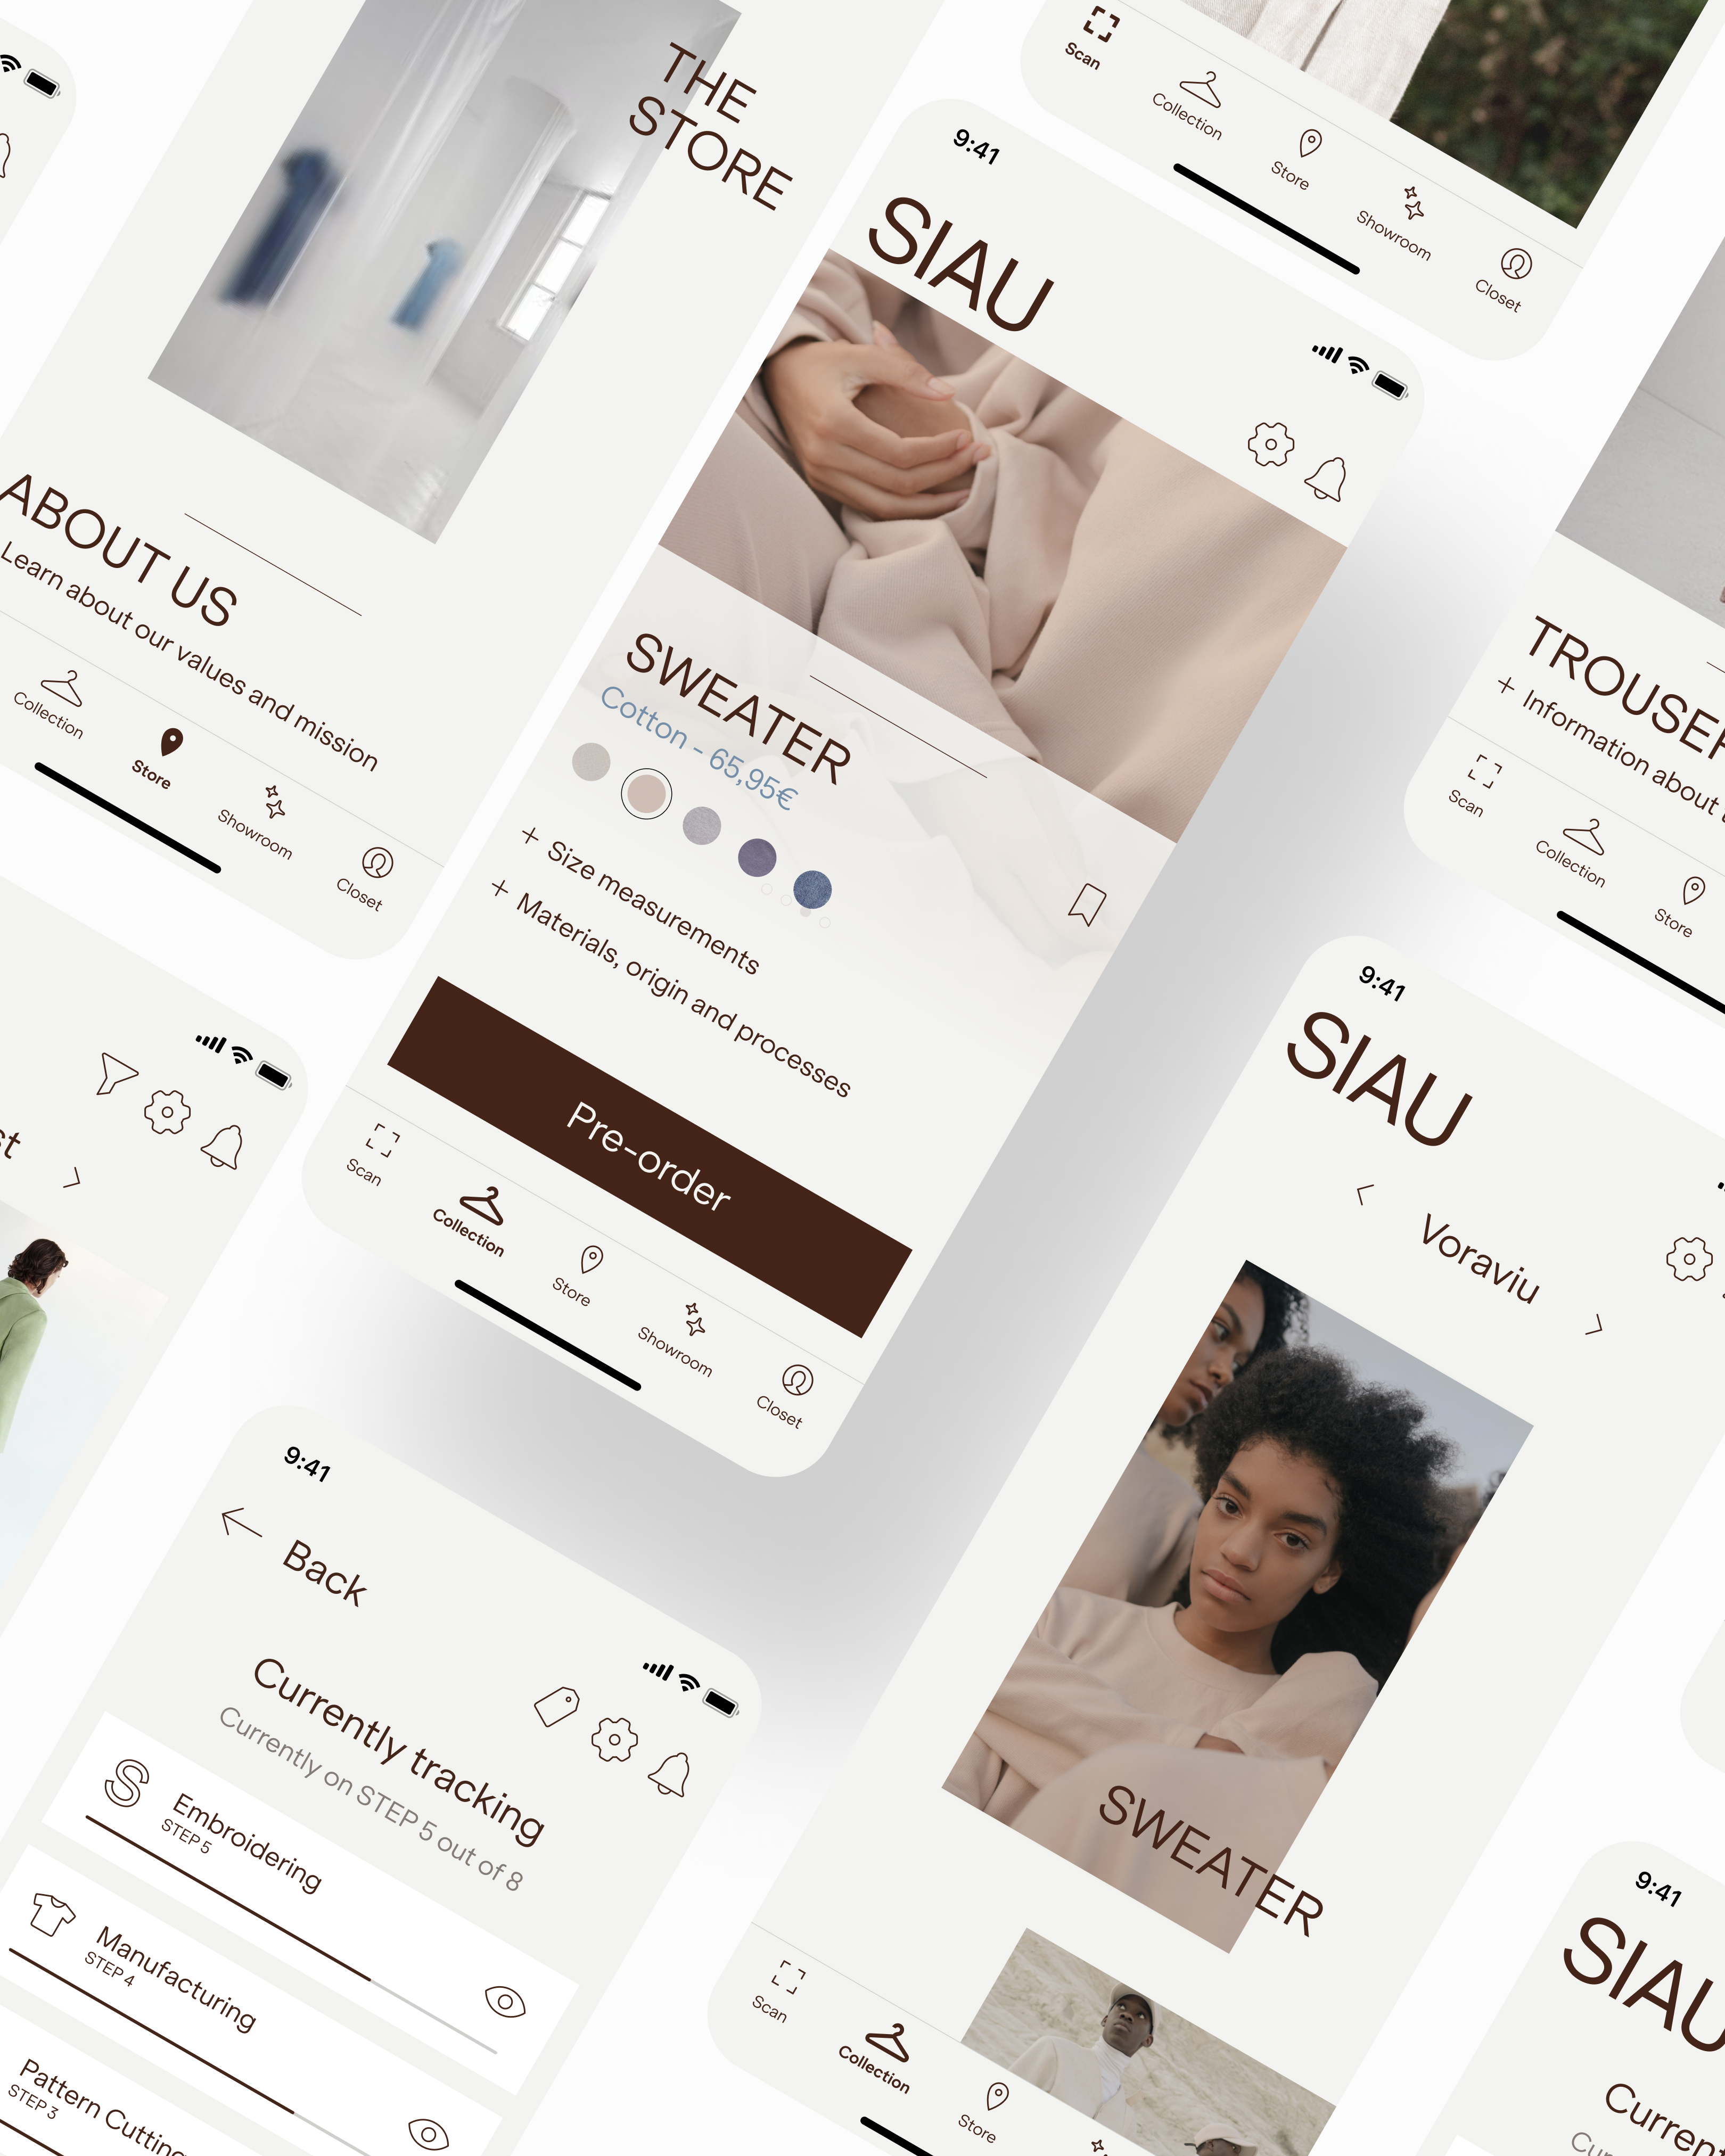 THE
STORE
ABOUT US
Learn about our values and mission
Collection
Store
Showroom
Closet
Scan
Collection
Store
Showroom
Closet
9:41
SIAU
SWEATER
Cotton - 65,95€
+ Size measurements
+ Materials, origin and processes
Pre-order
Scan
Collection
Store
Showroom
Closet
+ Information about
Scan
Collection
Store
9:41
SIAU
Voraviu
SWEATER
Scan
Collection
Store
9:41
Back
Currently tracking
Currently on STEP 5 out of 8
S
Embroidering
STEP 5
Manufacturing
STEP 4
Pattern Cutting
STEP 3
9:41
SIAU